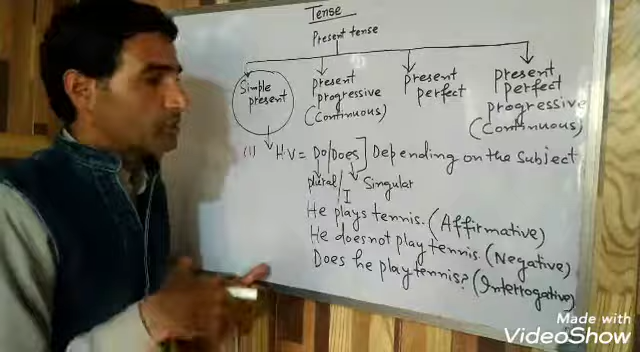 Tense
Present tense
Simple present
Present progressive (Continuous)
Present perfect
Present perfect progressive (Continuous)
(1) HV = Do/Does] Depending on the subject
plural/I Singular
He plays tennis. (Affirmative)
He does not play tennis. (Negative)
Does he play tennis? (Interrogative)
Made with
VideoShow